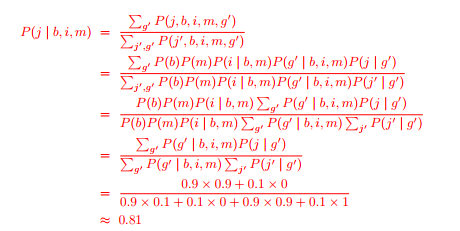 P(j | b, i, m) = ∑_{g′} P(j, b, i, m, g′) / ∑_{j′,g′} P(j′, b, i, m, g′)
= ∑_{g′} P(b)P(m)P(i | b, m)P(g′ | b, i, m)P(j | g′) / ∑_{j′,g′} P(b)P(m)P(i | b, m)P(g′ | b, i, m)P(j′ | g′)
= P(b)P(m)P(i | b, m) ∑_{g′} P(g′ | b, i, m)P(j | g′) / P(b)P(m)P(i | b, m) ∑_{g′} P(g′ | b, i, m) ∑_{j′} P(j′ | g′)
= ∑_{g′} P(g′ | b, i, m)P(j | g′) / ∑_{g′} P(g′ | b, i, m) ∑_{j′} P(j′ | g′)
= 0.9 × 0.9 + 0.1 × 0 / 0.9 × 0.1 + 0.1 × 0 + 0.9 × 0.9 + 0.1 × 1
≈ 0.81